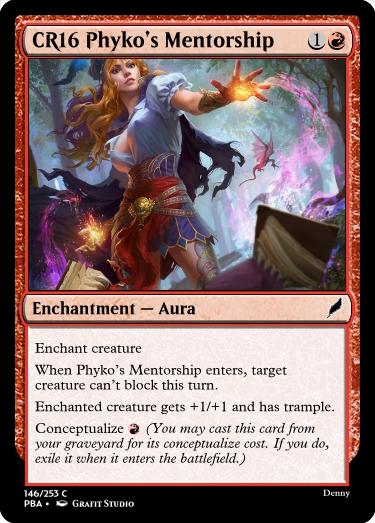 CR16 Phyko's Mentorship 1
Enchantment — Aura
Enchant creature
When Phyko's Mentorship enters, target
creature can't block this turn.
Enchanted creature gets +1/+1 and has trample.
Conceptualize (You may cast this card
from your graveyard for its conceptualize cost. If you do,
exile it when it enters the battlefield.)
146/253 C
PBA • Grafit Studio
Denny